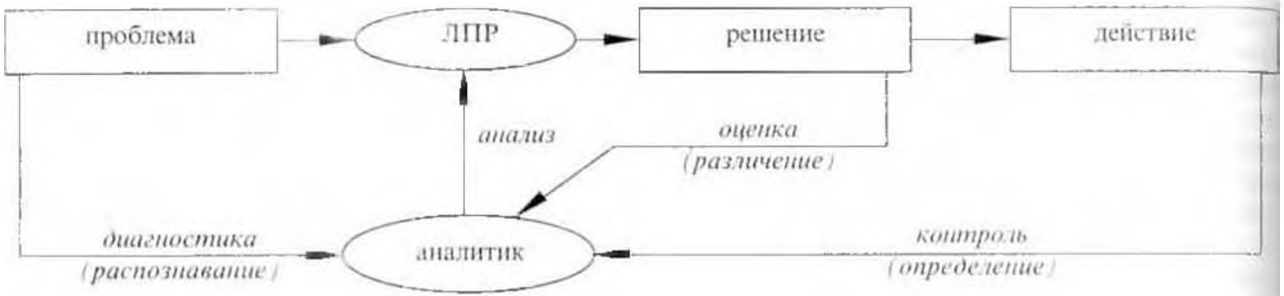 проблема
ЛПР
решение
действие
анализ
оценка
(различение)
диагностика
(распознавание)
аналитик
контроль
(определение)